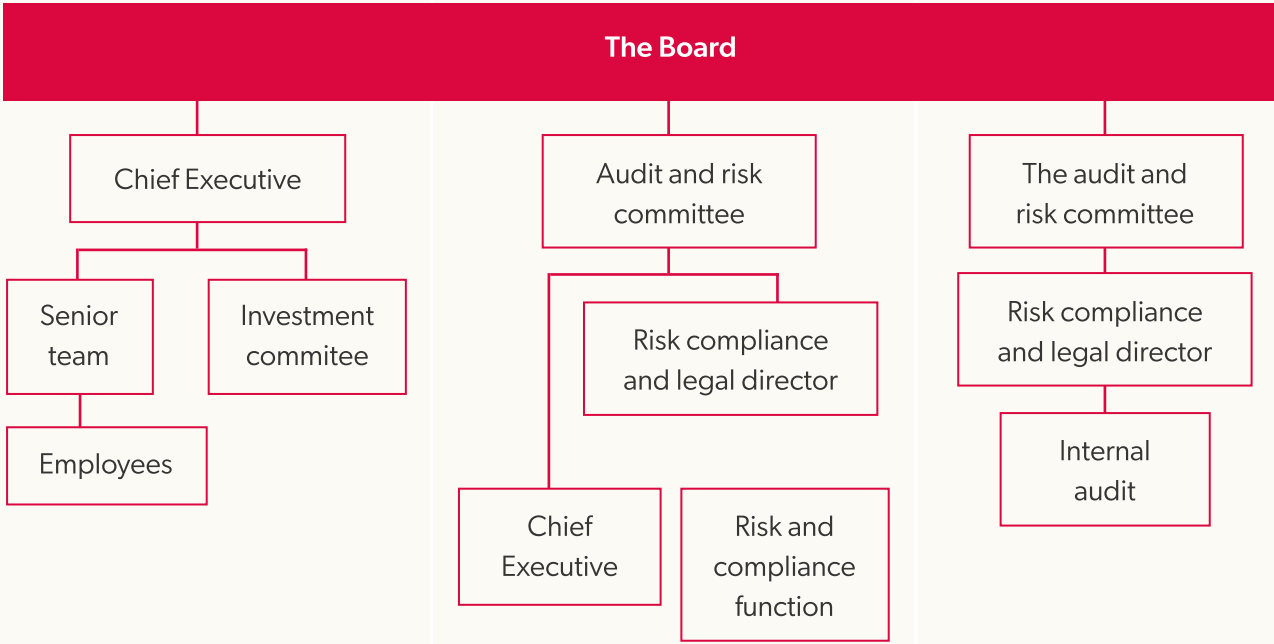 The Board
Chief Executive
Senior
team
Investment
commitee
Employees
Audit and risk
committee
Risk compliance
and legal director
Chief
Executive
Risk and
compliance
function
The audit and
risk committee
Risk compliance
and legal director
Internal
audit